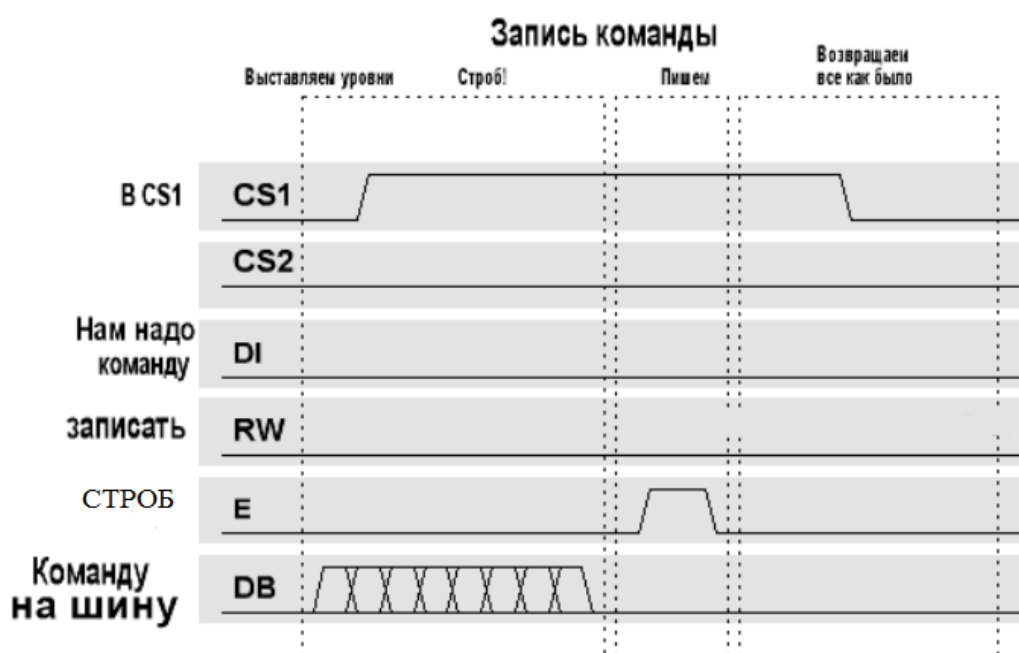 Запись команды
Выставляем уровни
Строб!
Пишем
Возвращаем
все как было
В CS1
CS1
CS2
Нам надо
команду
DI
записать
RW
СТРОБ
E
Команду
на шину
DB